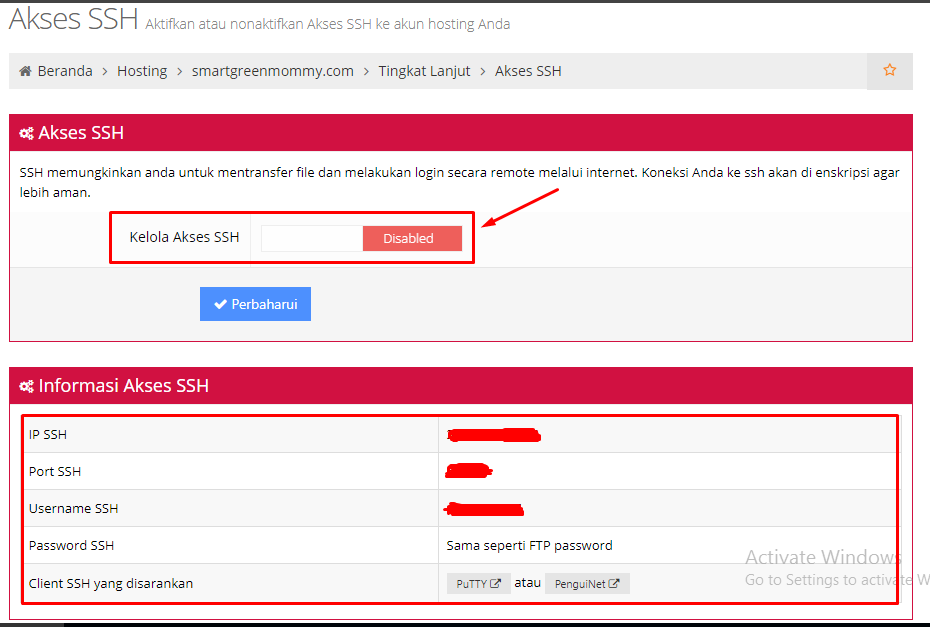 Akses SSH Aktifkan atau nonaktifkan Akses SSH ke akun hosting Anda
Beranda > Hosting > smartgreenmommy.com > Tingkat Lanjut > Akses SSH
Akses SSH
SSH memungkinkan anda untuk mentransfer file dan melakukan login secara remote melalui internet. Koneksi Anda ke ssh akan di enskripsi agar
lebih aman.
Kelola Akses SSH Disabled
Perbaharui
Informasi Akses SSH
IP SSH
Port SSH
Username SSH
Password SSH Sama seperti FTP password
Client SSH yang disarankan PuTTY atau PenguiNet
Activate Windows
Go to Settings to activate W